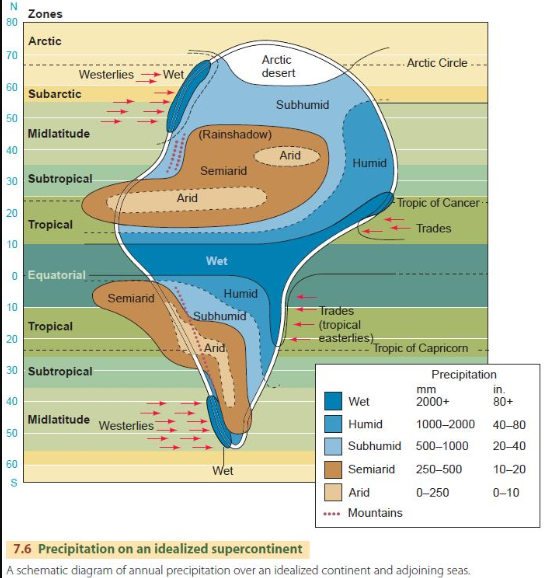 N
Zones
80
Arctic
70
Arctic
desert
Arctic Circle
Westerlies
Wet
60
Subarctic
Subhumid
50
Midlatitude
(Rainshadow)
40
Arid
Humid
Semiarid
30
Subtropical
Arid
Tropic of Cancer
20
Tropical
Trades
10
Wet
0
Equatorial
Semiarid
Humid
10
Subhumid
Trades
(tropical
easterlies)
Tropical
20
Arid
Tropic of Capricorn
30
Subtropical
40
Midlatitude
Westerlies
50
60
S
Wet
Precipitation
mm in.
Wet 2000+ 80+
Humid 1000–2000 40–80
Subhumid 500–1000 20–40
Semiarid 250–500 10–20
Arid 0–250 0–10
Mountains
7.6 Precipitation on an idealized supercontinent
A schematic diagram of annual precipitation over an idealized continent and adjoining seas.